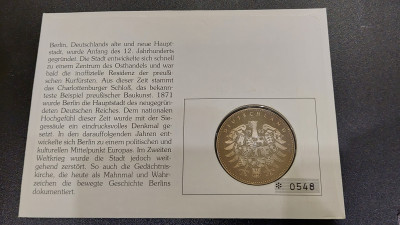 Berlin, Deutschlands alte und neue Haupt-
stadt, wurde Anfang des 12. Jahrhunderts
gegründet. Die Stadt entwickelte sich schnell
zu einem Zentrum des Osthandels und war
bald die inoffizielle Residenz der preußi-
schen Kurfürsten. Aus dieser Zeit stammt
das Charlottenburger Schloß, das bekann-
teste Beispiel preußischer Baukunst. 1871
wurde Berlin die Hauptstadt des neugegrün-
deten Deutschen Reiches. Dem nationalen
Hochgefühl dieser Zeit wurde mit der Sie-
gessäule ein eindrucksvolles Denkmal ge-
setzt. In den darauffolgenden Jahren ent-
wickelte sich Berlin zu einem politischen und
kulturellen Mittelpunkt Europas. Im Zweiten
Weltkrieg wurde die Stadt jedoch weit-
gehend zerstört. So auch die Gedächtnis-
kirche, die heute als Mahnmal und Wahr-
zeichen die bewegte Geschichte Berlins
dokumentiert.
DEUTSCHLAND
* 0548